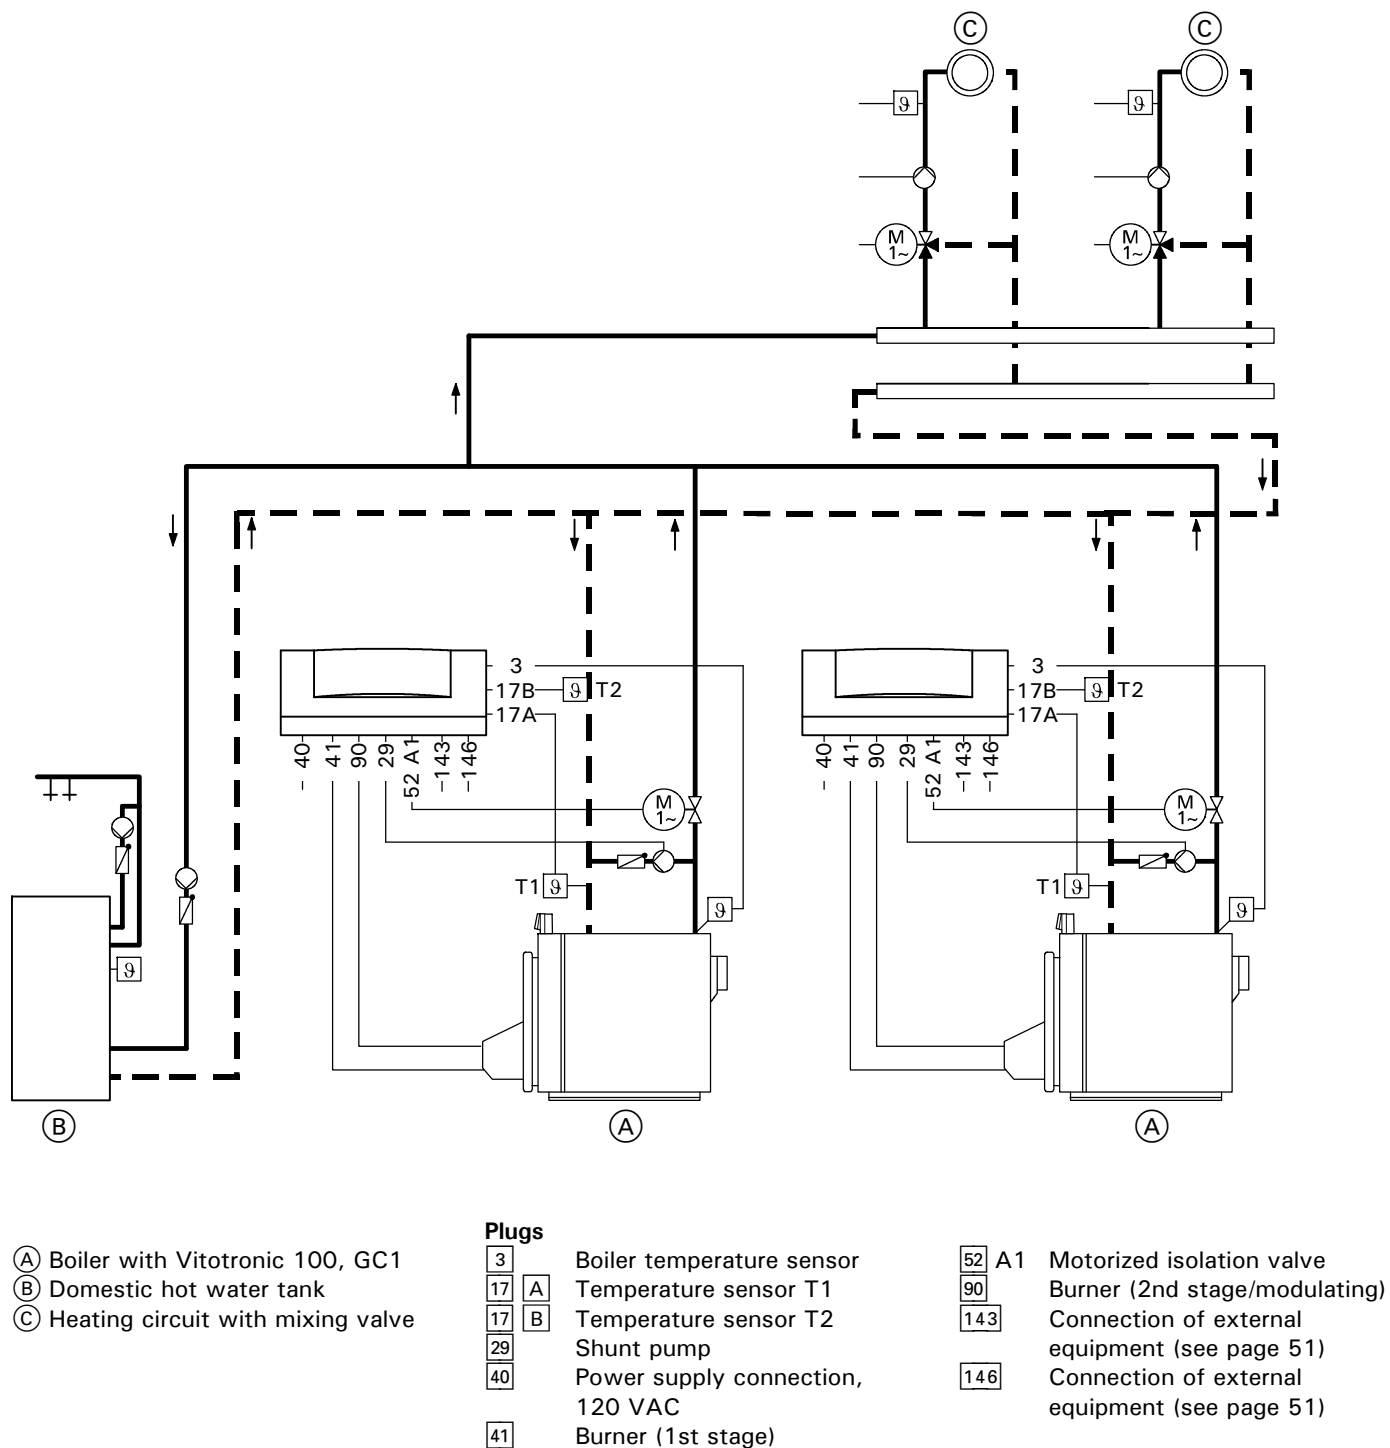 C C
ϑ ϑ
M 1~ M 1~
3 3
17B ϑ T2 17B ϑ T2
17A 17A
40 41 90 29 52 A1 143 146 40 41 90 29 52 A1 143 146
M 1~ M 1~
T1 ϑ T1 ϑ
ϑ ϑ
ϑ
B A A
Plugs
A Boiler with Vitotronic 100, GC1
B Domestic hot water tank
C Heating circuit with mixing valve
3 Boiler temperature sensor
17 A Temperature sensor T1
17 B Temperature sensor T2
29 Shunt pump
40 Power supply connection,
120 VAC
41 Burner (1st stage)
52 A1 Motorized isolation valve
90 Burner (2nd stage/modulating)
143 Connection of external
equipment (see page 51)
146 Connection of external
equipment (see page 51)